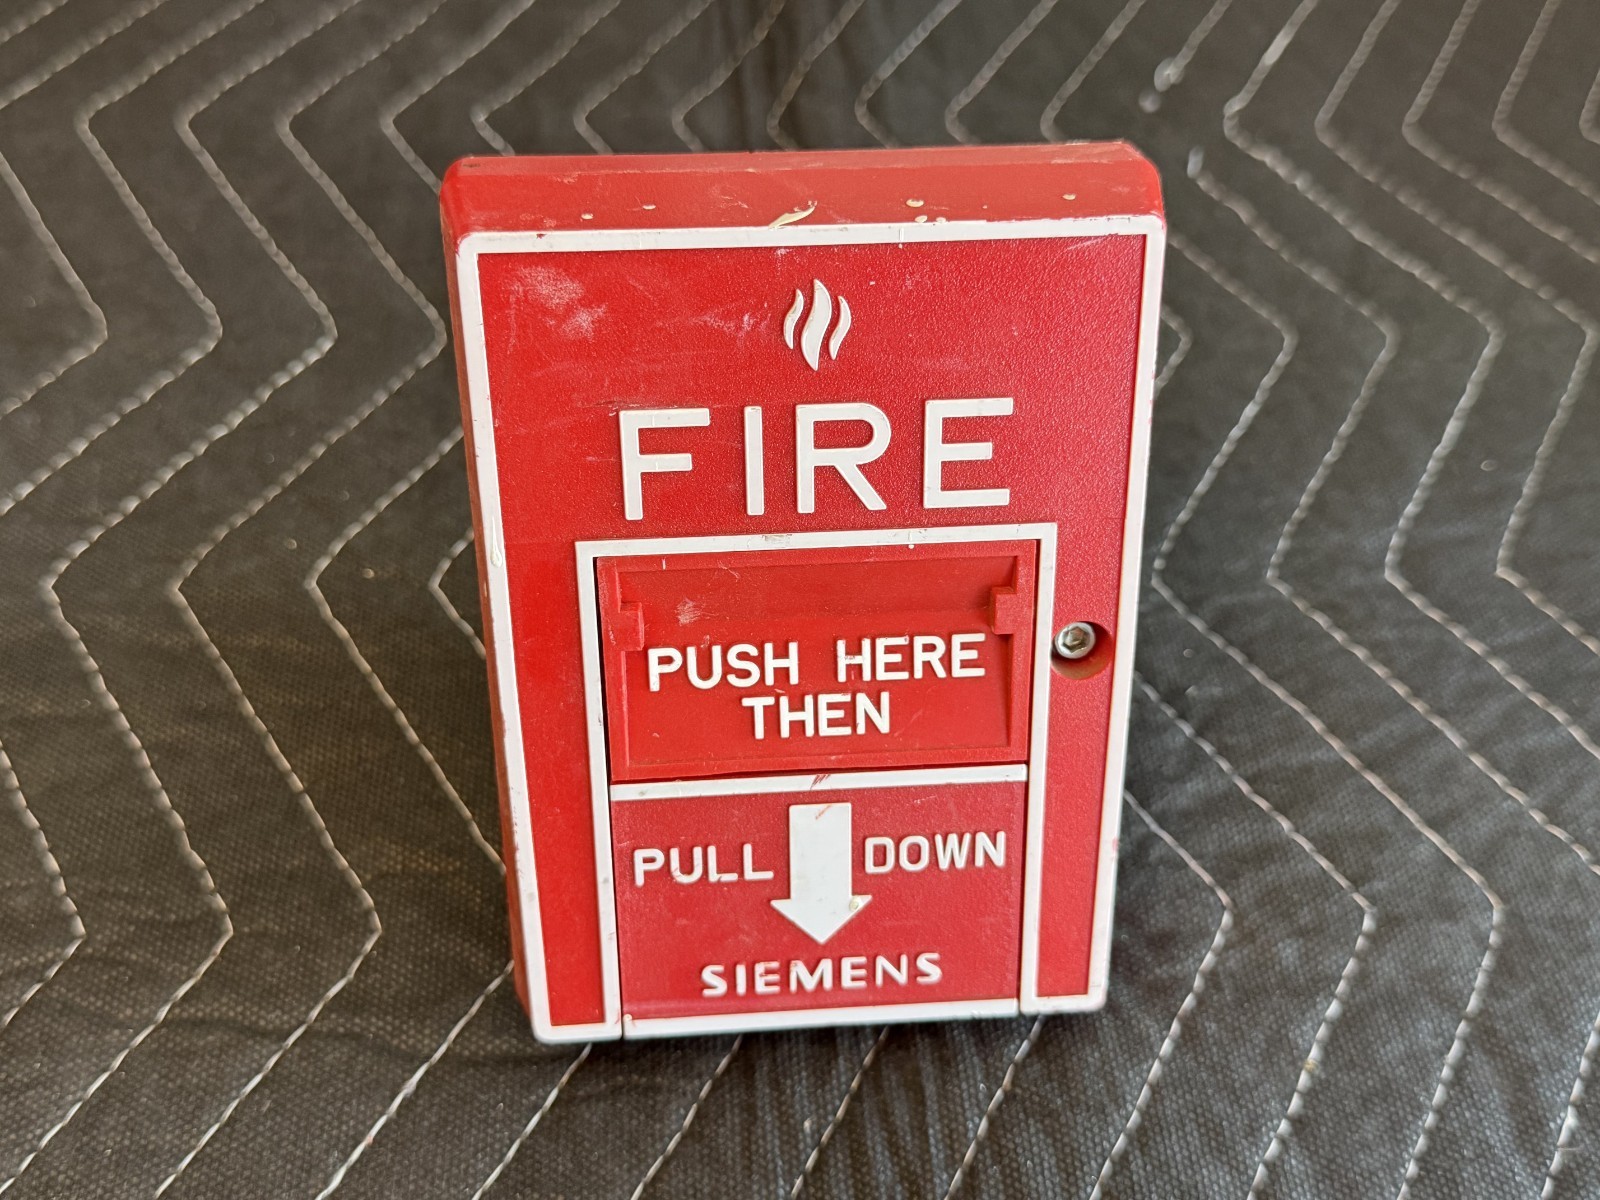 FIRE
PUSH HERE
THEN
PULL DOWN
SIEMENS